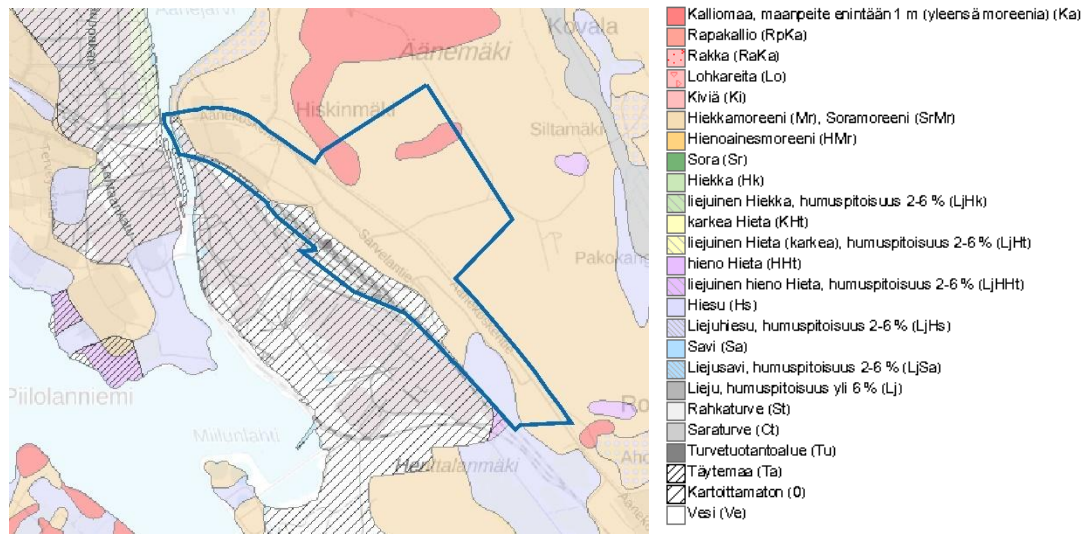 Äänejärvi
Kovala
Äänemäki
Hiskinmäki
Siltamäki
Sarvelantie
Piilolanniemi
Miilunlahti
Henttalanmäki
Kalliomaa, maanpeite enintään 1 m (yleensä moreenia) (Ka)
Rapakallio (RpKa)
Rakka (RaKa)
Lohkareita (Lo)
Kiviä (Ki)
Hiekkamoreeni (Mr), Soramoreeni (SrMr)
Hienoainesmoreeni (HMr)
Sora (Sr)
Hiekka (Hk)
liejuinen Hiekka, humuspitoisuus 2-6 % (LjHk)
karkea Hieta (KHt)
liejuinen Hieta (karkea), humuspitoisuus 2-6 % (LjHt)
hieno Hieta (HHt)
liejuinen hieno Hieta, humuspitoisuus 2-6 % (LjHHt)
Hiesu (Hs)
Liejuhiesu, humuspitoisuus 2-6 % (LjHs)
Savi (Sa)
Liejusavi, humuspitoisuus 2-6 % (LjSa)
Lieju, humuspitoisuus yli 6 % (Lj)
Rahkaturve (St)
Saraturve (Ct)
Turvetuotantoalue (Tu)
Täytemaa (Ta)
Kartoittamaton (0)
Vesi (Ve)